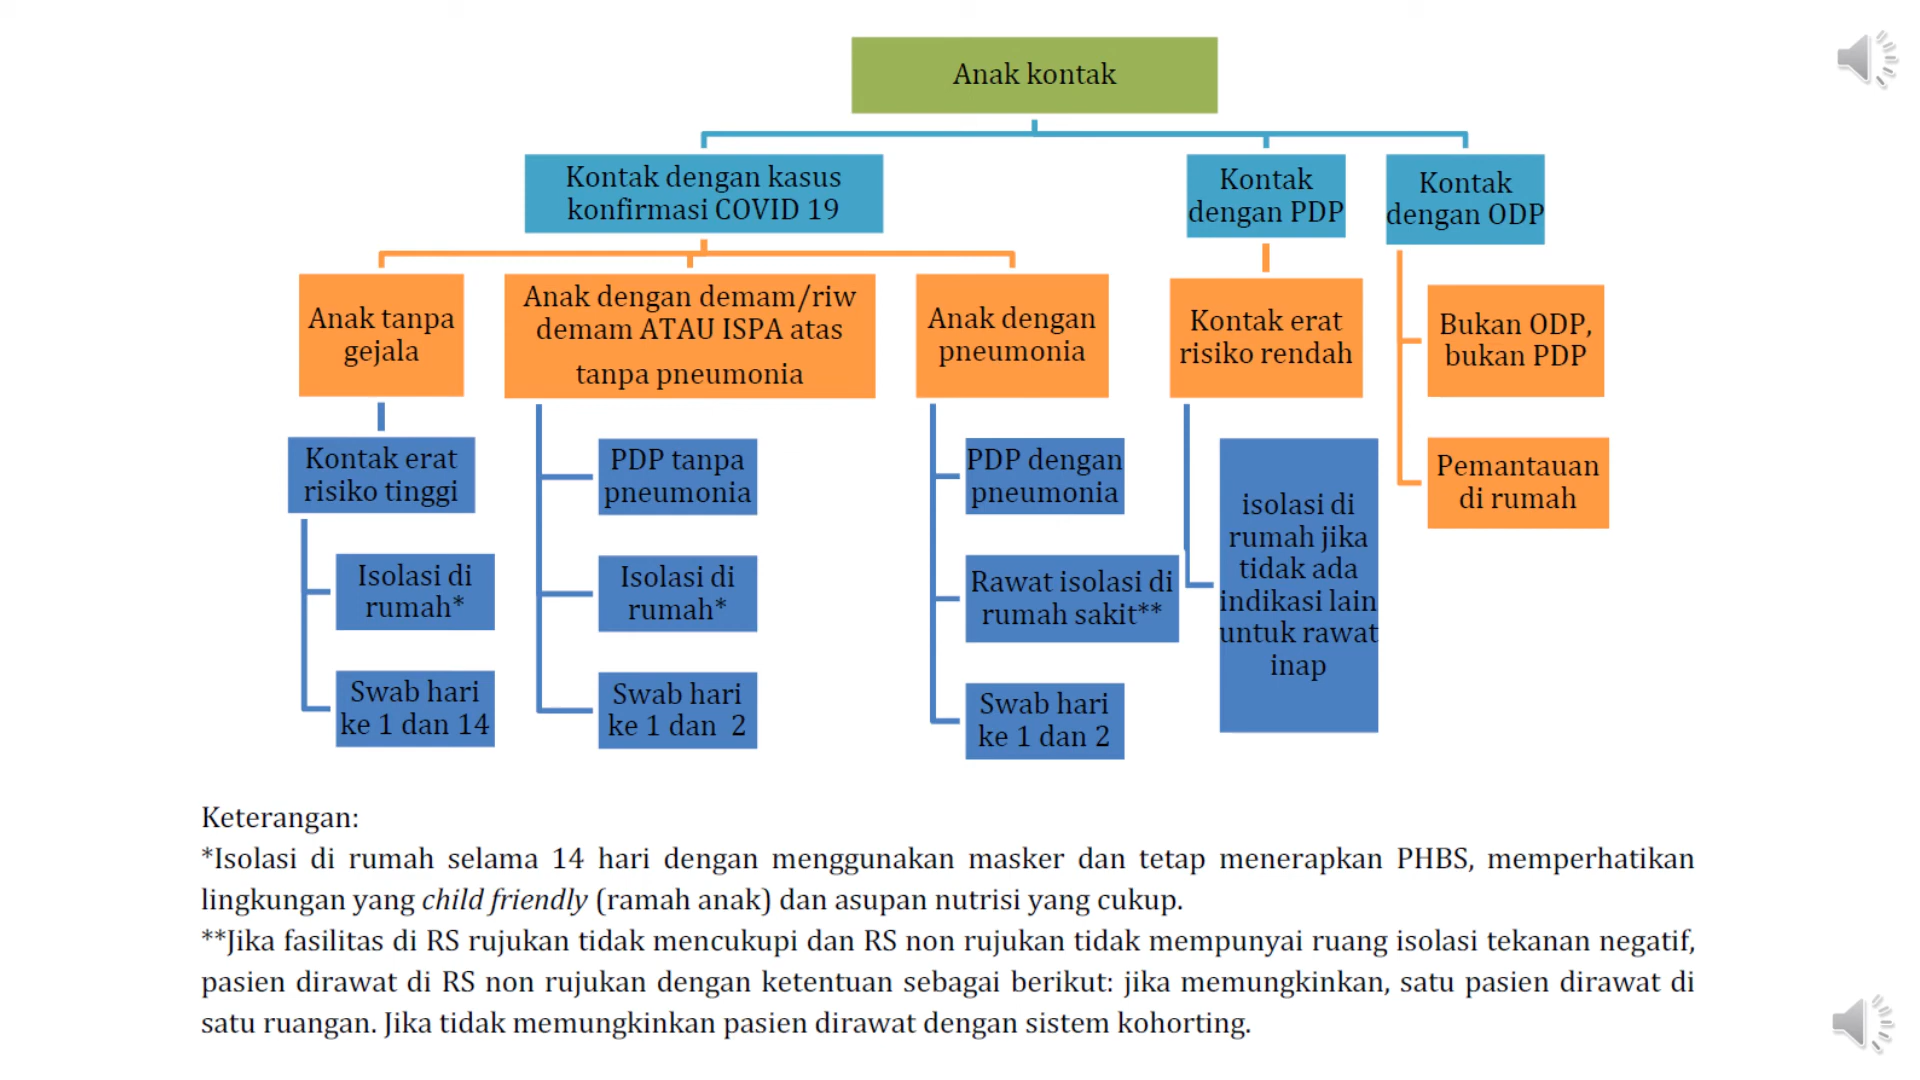 Anak kontak
Kontak dengan kasus
konfirmasi COVID 19
Kontak
dengan PDP
Kontak
dengan ODP
Anak tanpa
gejala
Anak dengan demam/riw
demam ATAU ISPA atas
tanpa pneumonia
Anak dengan
pneumonia
Kontak erat
risiko rendah
Bukan ODP,
bukan PDP
Kontak erat
risiko tinggi
PDP tanpa
pneumonia
PDP dengan
pneumonia
isolasi di
rumah jika
tidak ada
indikasi lain
untuk rawat
inap
Pemantauan
di rumah
Isolasi di
rumah*
Isolasi di
rumah*
Rawat isolasi di
rumah sakit**
Swab hari
ke 1 dan 14
Swab hari
ke 1 dan  2
Swab hari
ke 1 dan 2
Keterangan:
*Isolasi di rumah selama 14 hari dengan menggunakan masker dan tetap menerapkan PHBS, memperhatikan
lingkungan yang child friendly (ramah anak) dan asupan nutrisi yang cukup.
**Jika fasilitas di RS rujukan tidak mencukupi dan RS non rujukan tidak mempunyai ruang isolasi tekanan negatif,
pasien dirawat di RS non rujukan dengan ketentuan sebagai berikut: jika memungkinkan, satu pasien dirawat di
satu ruangan. Jika tidak memungkinkan pasien dirawat dengan sistem kohorting.